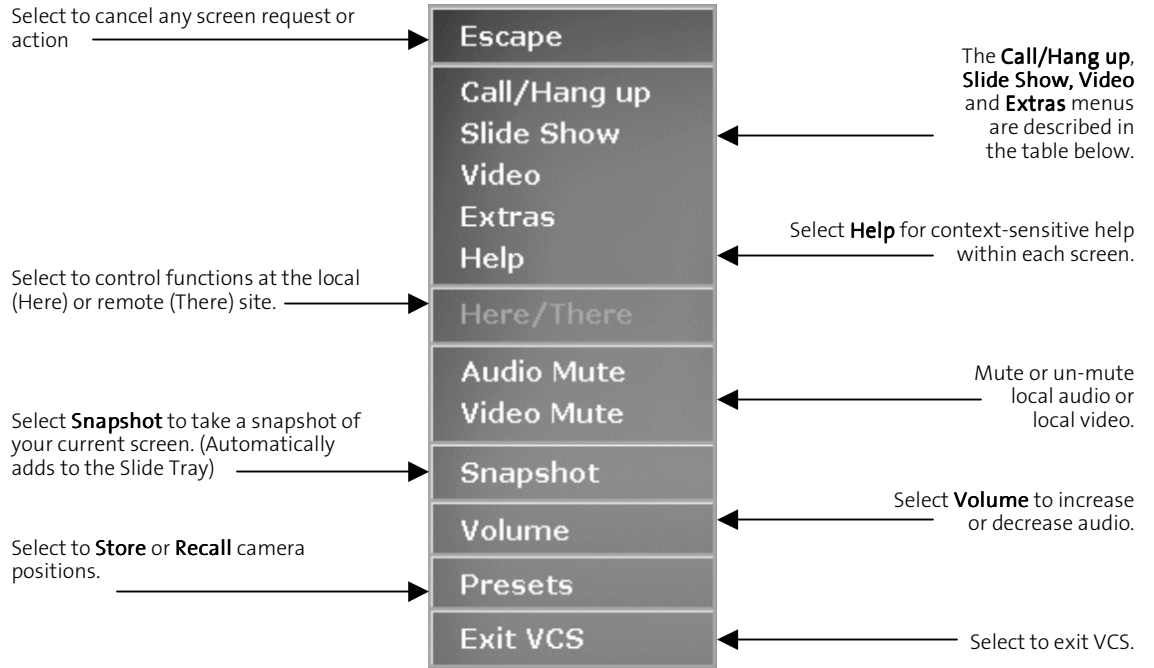 Select to cancel any screen request or
action
Escape
The Call/Hang up,
Slide Show, Video
and Extras menus
are described in
the table below.
Call/Hang up
Slide Show
Video
Extras
Help
Select Help for context-sensitive help
within each screen.
Select to control functions at the local
(Here) or remote (There) site.
Here/There
Audio Mute
Video Mute
Mute or un-mute
local audio or
local video.
Select Snapshot to take a snapshot of
your current screen. (Automatically
adds to the Slide Tray)
Snapshot
Select Volume to increase
or decrease audio.
Volume
Select to Store or Recall camera
positions.
Presets
Exit VCS
Select to exit VCS.